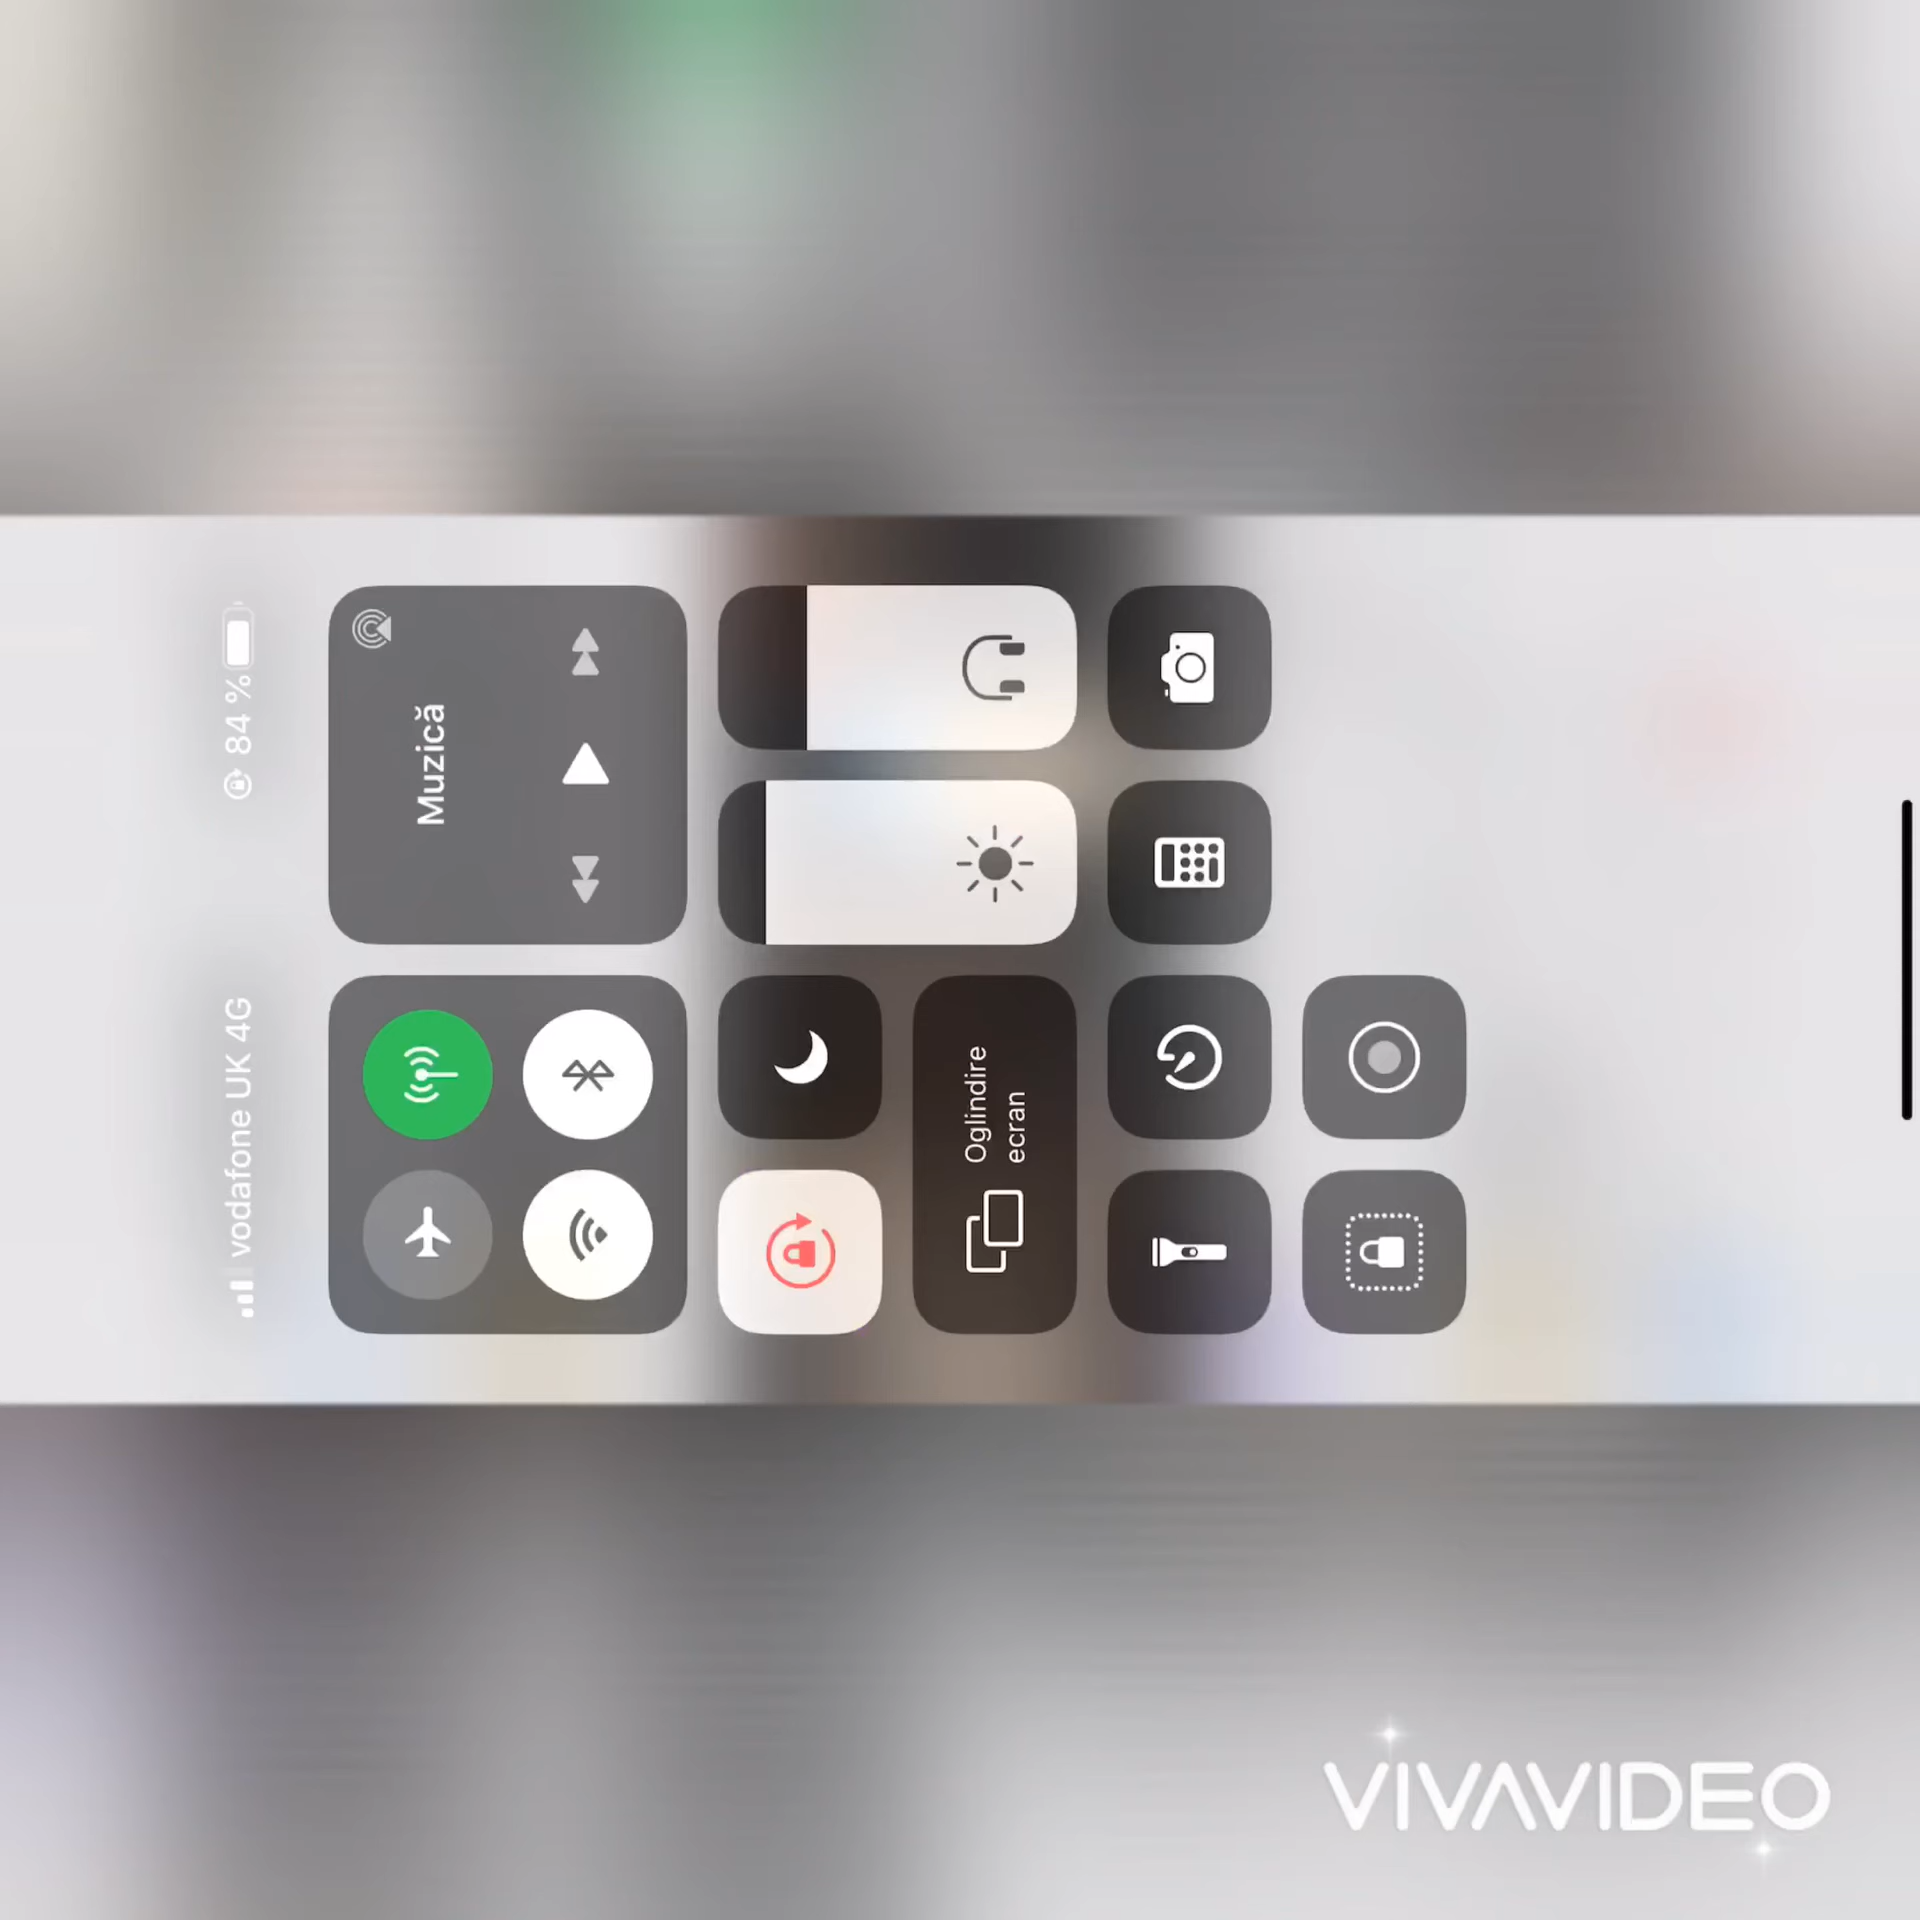 vodafone UK 4G
84 %
Muzică
Oglindire
ecran
VIVAVIDEO